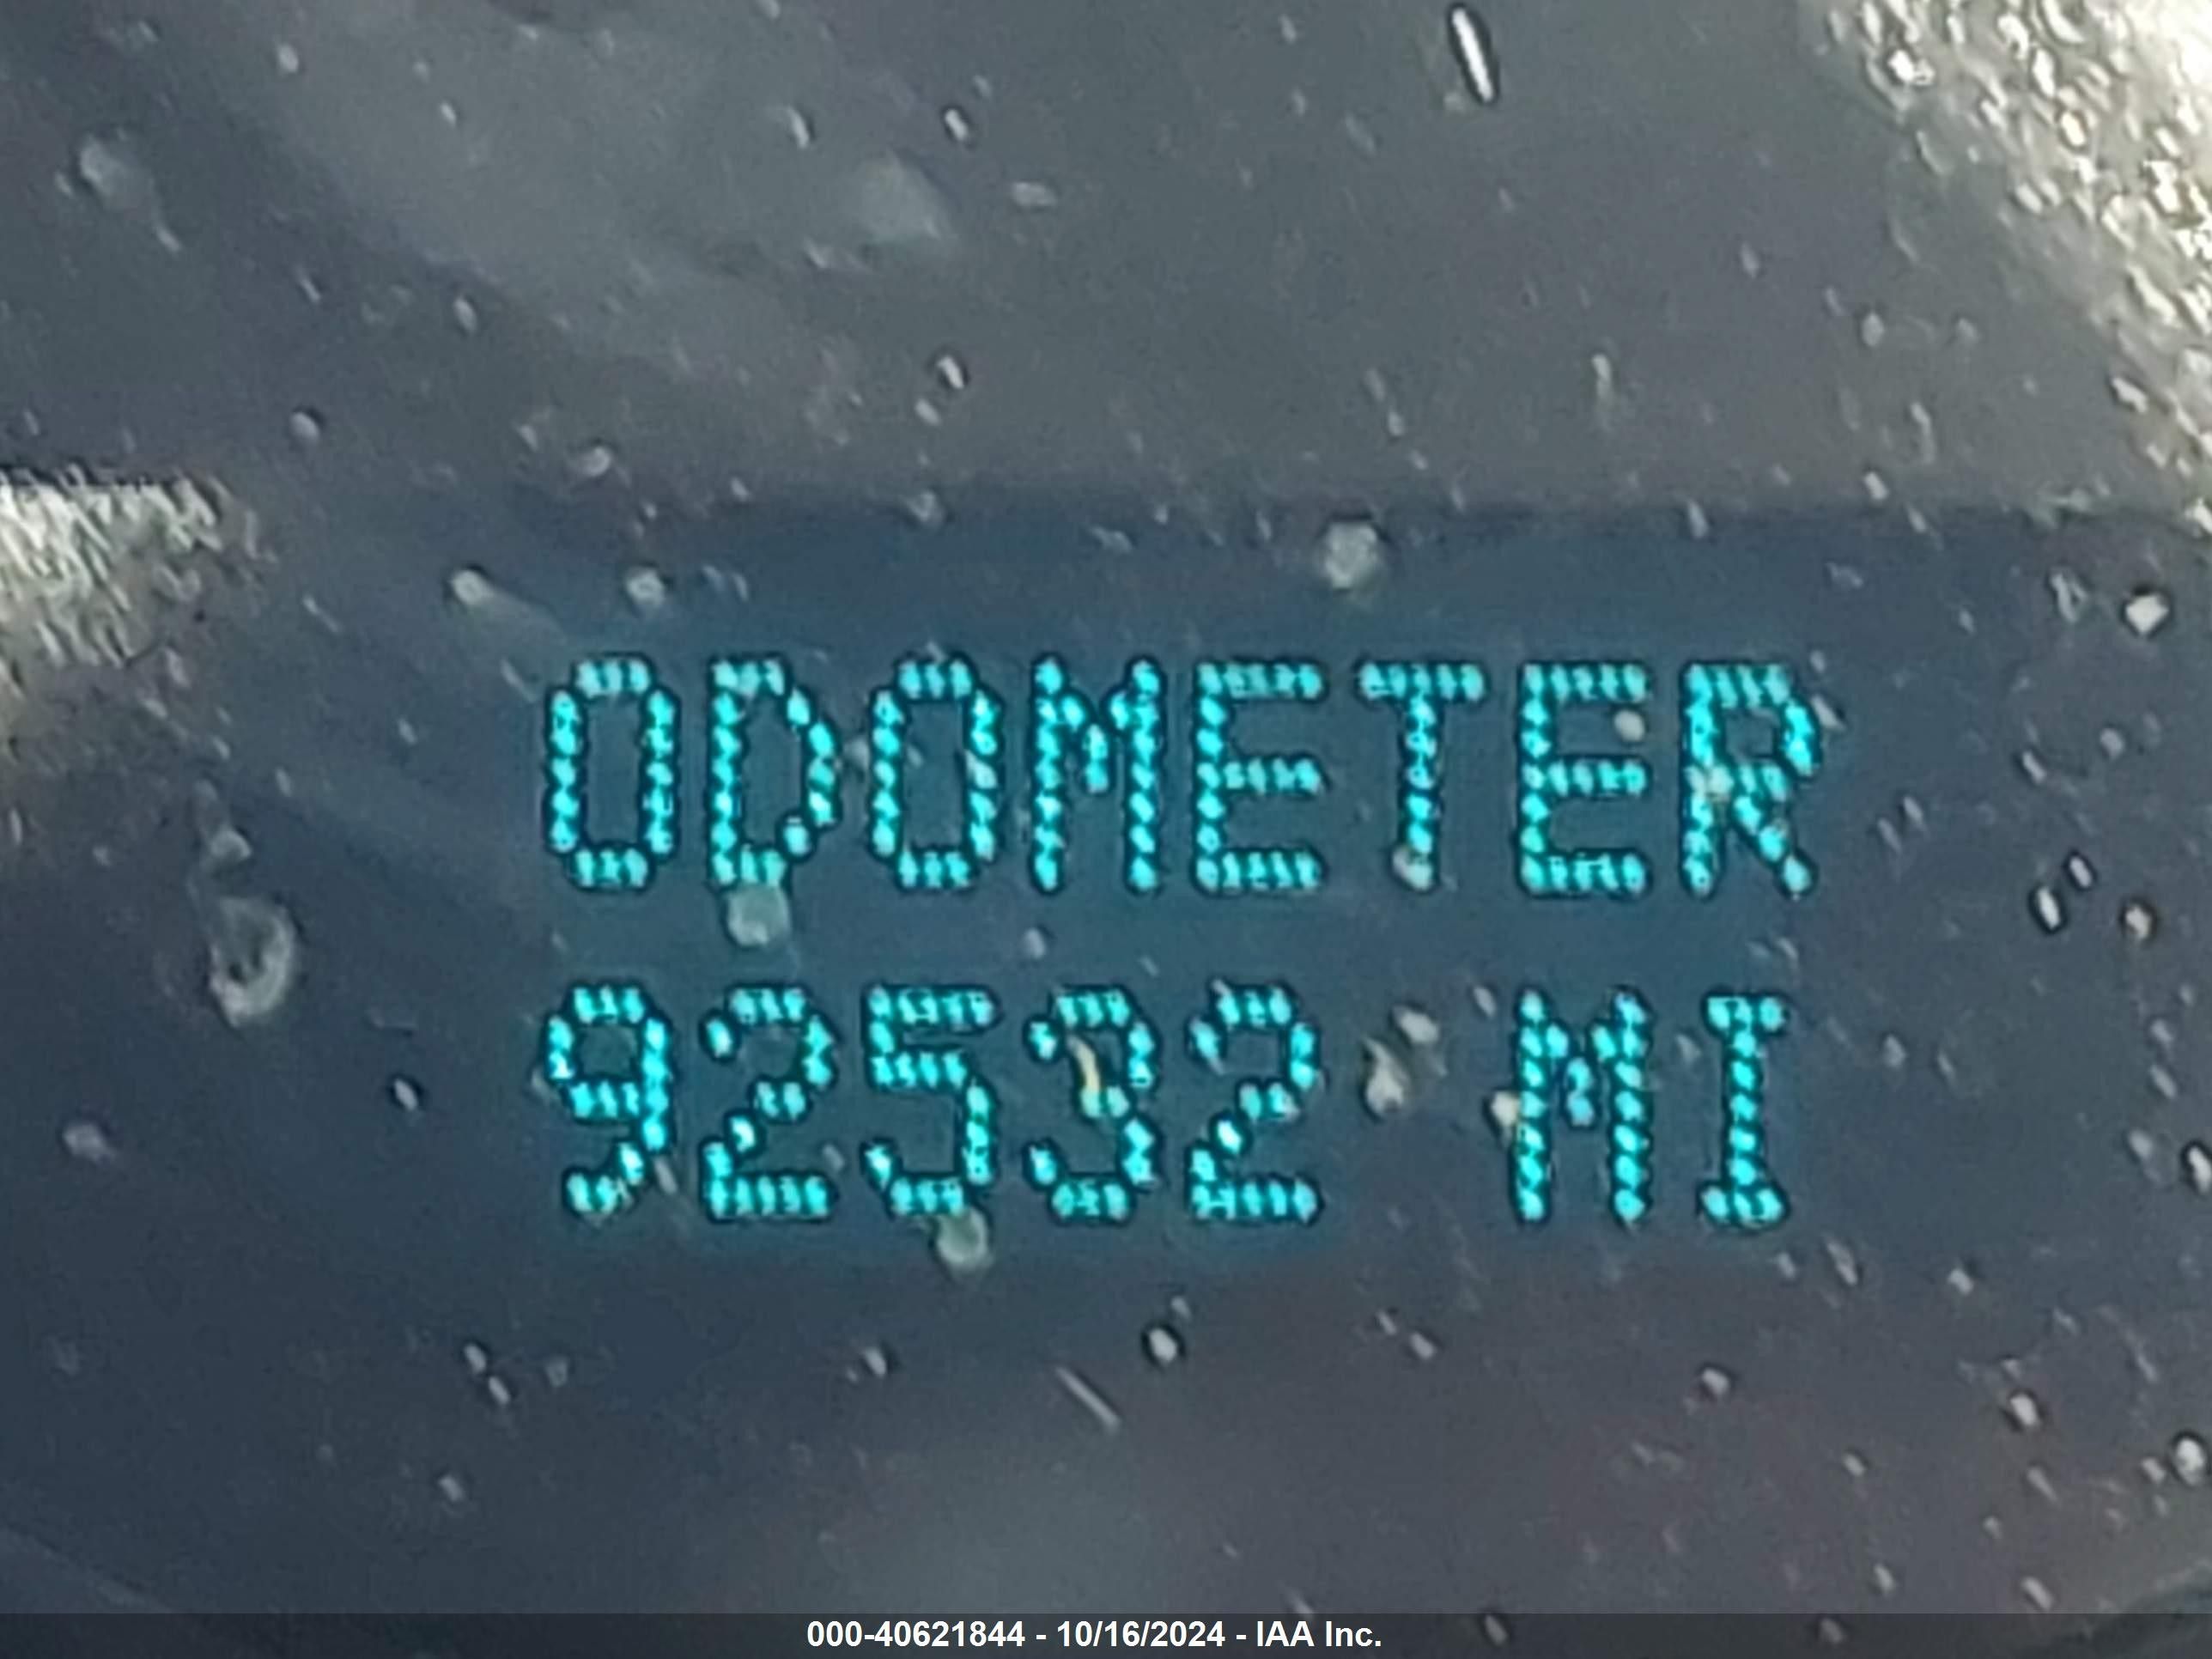 ODOMETER
92532 MI
000-40621844 - 10/16/2024 - IAA Inc.